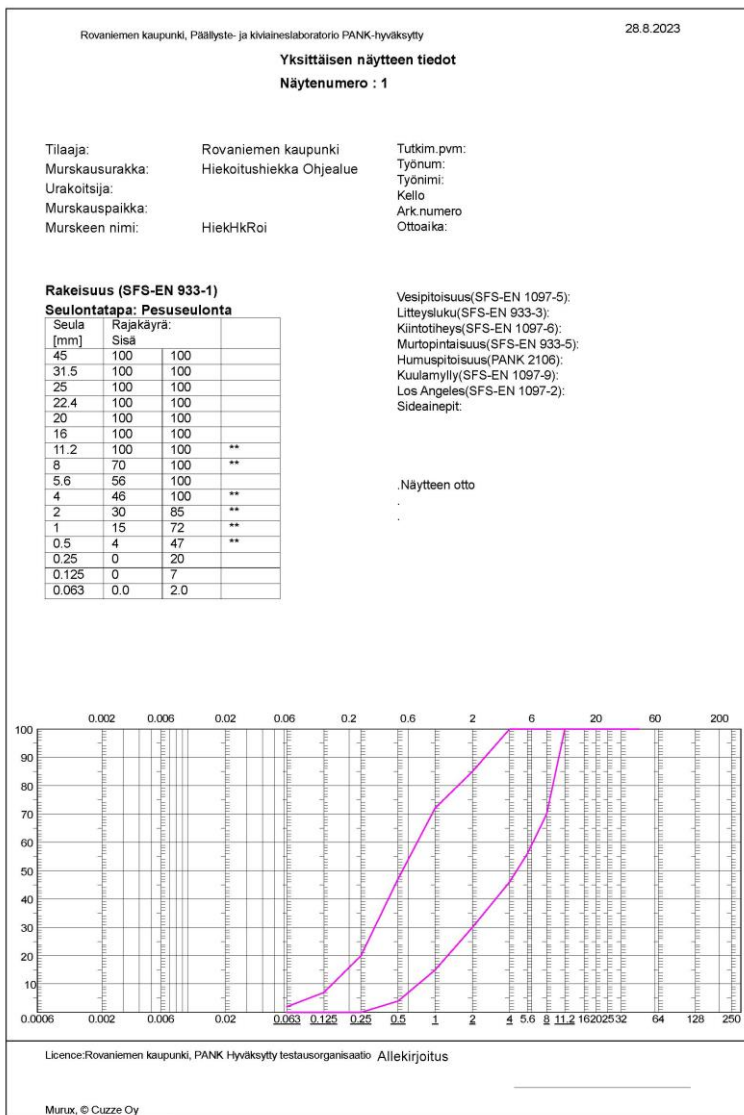 Rovaniemen kaupunki, Päällyste- ja kiviaineslaboratorio PANK-hyväksytty
28.8.2023
Yksittäisen näytteen tiedot
Näytenumero : 1
Tilaaja: Rovaniemen kaupunki
Murskausurakka: Hiekoitushiekka Ohjealue
Urakoitsija:
Murskauspaikka:
Murskeen nimi: HiekHkRoi
Tutkim.pvm:
Työnum:
Työnimi:
Kello
Ark.numero
Ottoaika:
Rakeisuus (SFS-EN 933-1)
Seulontatapa: Pesuseulonta
Seula Rajakäyrä:
[mm] Sisä
45 100 100
31.5 100 100
25 100 100
22.4 100 100
20 100 100
16 100 100
11.2 100 100 **
8 70 100 **
5.6 56 100
4 46 100 **
2 30 85 **
1 15 72 **
0.5 4 47 **
0.25 0 20
0.125 0 7
0.063 0.0 2.0
Vesipitoisuus(SFS-EN 1097-5):
Litteysluku(SFS-EN 933-3):
Kiintotiheys(SFS-EN 1097-6):
Murtopintaisuus(SFS-EN 933-5):
Humuspitoisuus(PANK 2106):
Kuulamylly(SFS-EN 1097-9):
Los Angeles(SFS-EN 1097-2):
Sideainepit:
.Näytteen otto
.
.
0.002 0.006 0.02 0.06 0.2 0.6 2 6 20 60 200
100
90
80
70
60
50
40
30
20
10
0.0006 0.002 0.006 0.02 0.063 0.125 0.25 0.5 1 2 4 5.6 8 11.2 16 20 25 32 64 128 250
Licence:Rovaniemen kaupunki, PANK Hyväksytty testausorganisaatio Allekirjoitus
Murux, © Cuzze Oy